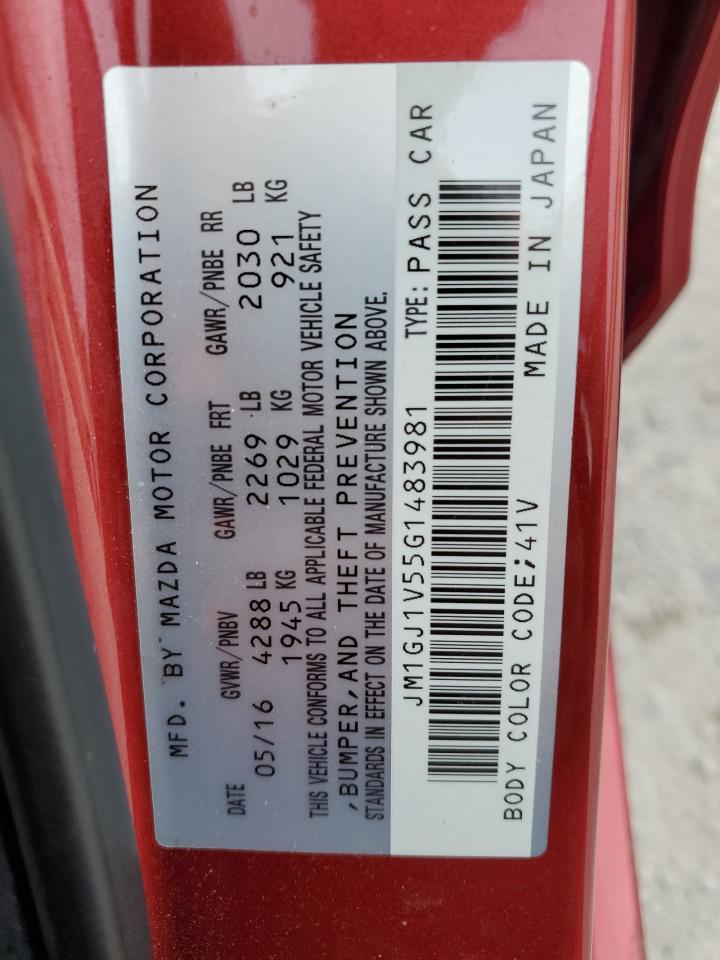 MFD. BY MAZDA MOTOR CORPORATION
DATE GVWR/PNBV GAWR/PNBE FRT GAWR/PNBE RR
05/16 4288 LB 2269 LB 2030 LB
1945 KG 1029 KG 921 KG
THIS VEHICLE CONFORMS TO ALL APPLICABLE FEDERAL MOTOR VEHICLE SAFETY
,BUMPER,AND THEFT PREVENTION
STANDARDS IN EFFECT ON THE DATE OF MANUFACTURE SHOWN ABOVE.
JM1GJ1V55G1483981 TYPE: PASS CAR
BODY COLOR CODE;41V MADE IN JAPAN